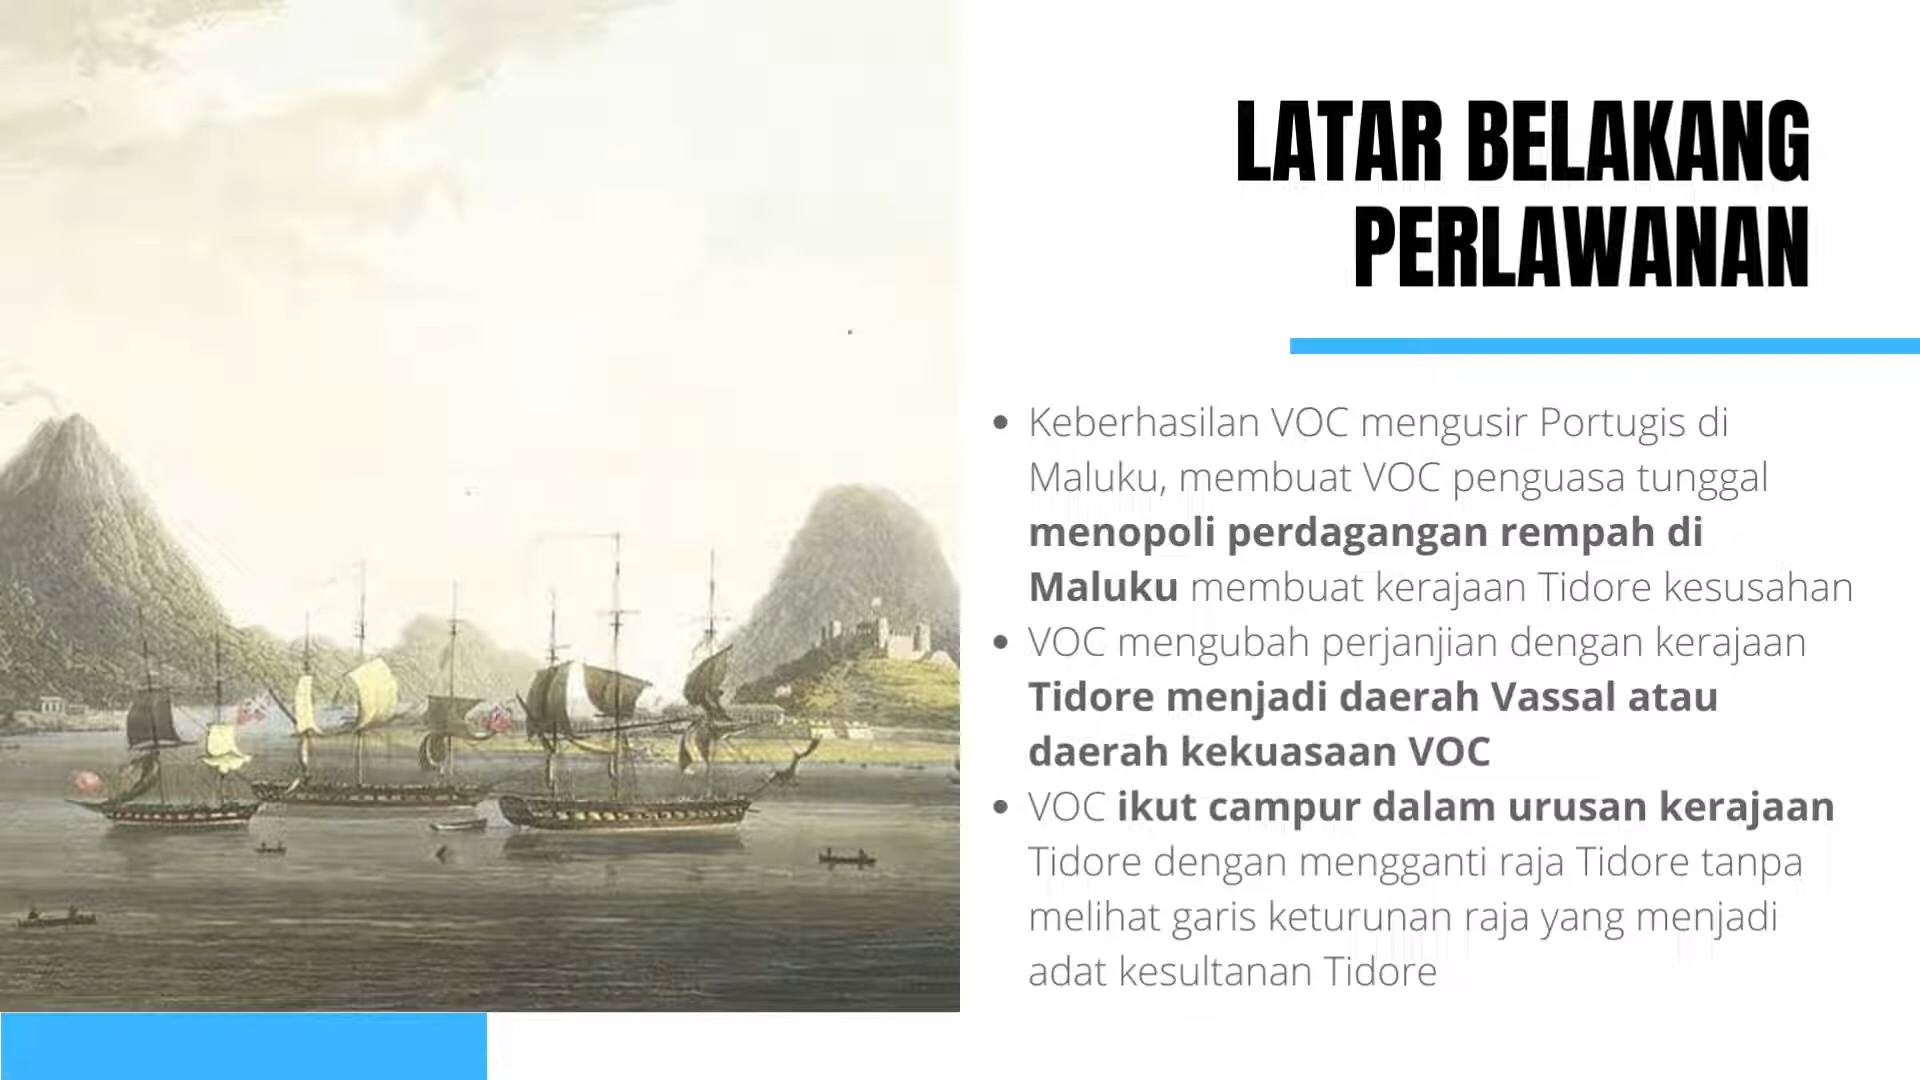 LATAR BELAKANG
PERLAWANAN
• Keberhasilan VOC mengusir Portugis di
Maluku, membuat VOC penguasa tunggal
menopoli perdagangan rempah di
Maluku membuat kerajaan Tidore kesusahan
• VOC mengubah perjanjian dengan kerajaan
Tidore menjadi daerah Vassal atau
daerah kekuasaan VOC
• VOC ikut campur dalam urusan kerajaan
Tidore dengan mengganti raja Tidore tanpa
melihat garis keturunan raja yang menjadi
adat kesultanan Tidore